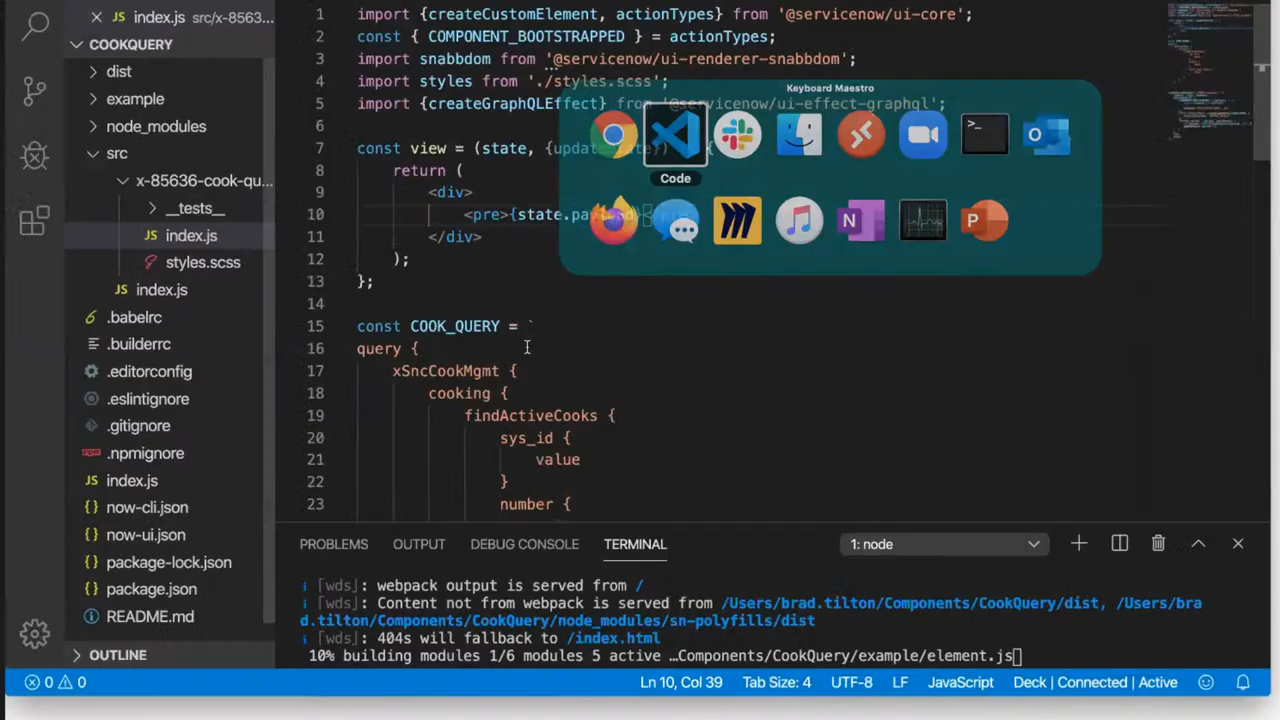 index.js src/x-8563...
COOKQUERY
dist
example
node_modules
src
x-85636-cook-qu...
__tests__
index.js
styles.scss
index.js
.babelrc
.builderrc
.editorconfig
.eslintignore
.gitignore
.npmignore
index.js
now-cli.json
now-ui.json
package-lock.json
package.json
README.md
OUTLINE
1 import {createCustomElement, actionTypes} from '@servicenow/ui-core';
2 const { COMPONENT_BOOTSTRAPPED } = actionTypes;
3 import snabbdom from '@servicenow/ui-renderer-snabbdom';
4 import styles from './styles.scss';
5 import {createGraphQLEffect} from '@servicenow/ui-effect-graphql';
6
7 const view = (state, {
8 return (
9 <div>
10 <pre>{state.payload}
11 </div>
12 );
13 };
14
15 const COOK_QUERY = `
16 query {
17 xSncCookMgmt {
18 cooking {
19 findActiveCooks {
20 sys_id {
21 value
22 }
23 number {
Keyboard Maestro
Code
PROBLEMS OUTPUT DEBUG CONSOLE TERMINAL 1: node
i ｢wds｣: webpack output is served from /
i ｢wds｣: Content not from webpack is served from /Users/brad.tilton/Components/CookQuery/dist, /Users/bra
d.tilton/Components/CookQuery/node_modules/sn-polyfills/dist
i ｢wds｣: 404s will fallback to /index.html
10% building modules 1/6 modules 5 active …Components/CookQuery/example/element.js
0 0 Ln 10, Col 39 Tab Size: 4 UTF-8 LF JavaScript Deck | Connected | Active